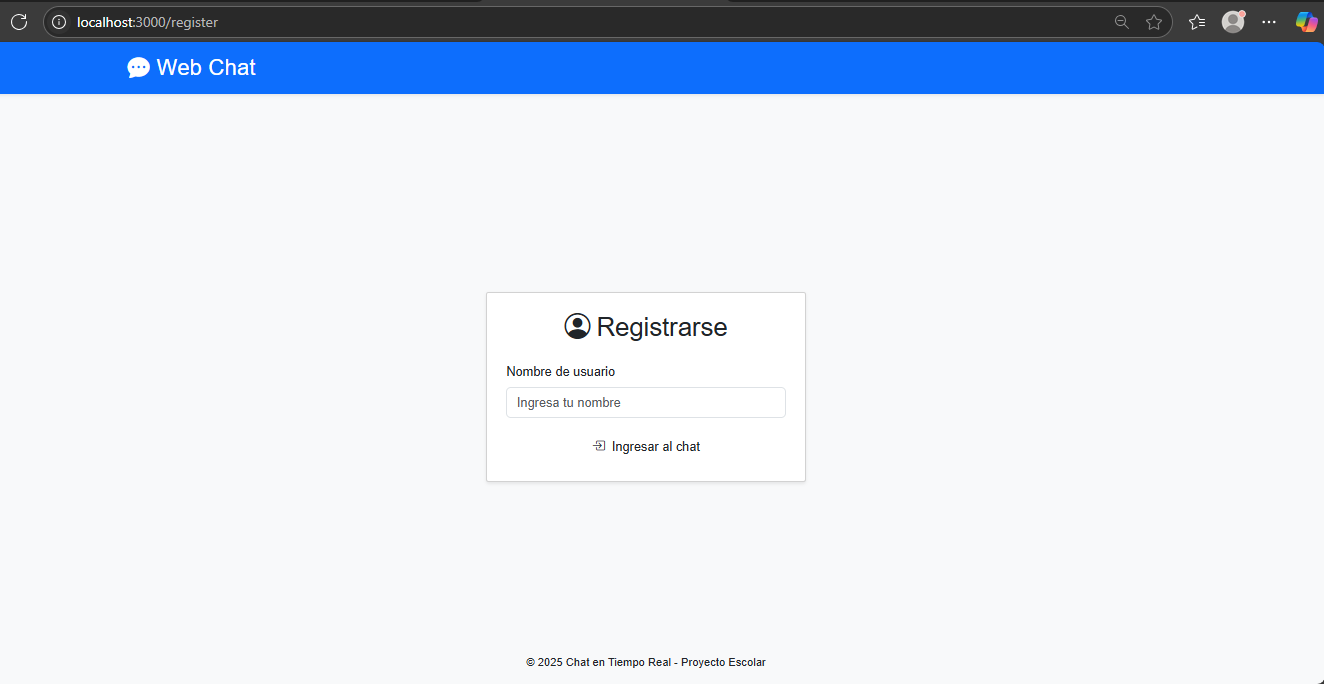 localhost:3000/register
Web Chat
Registrarse
Nombre de usuario
Ingresa tu nombre
Ingresar al chat
© 2025 Chat en Tiempo Real - Proyecto Escolar